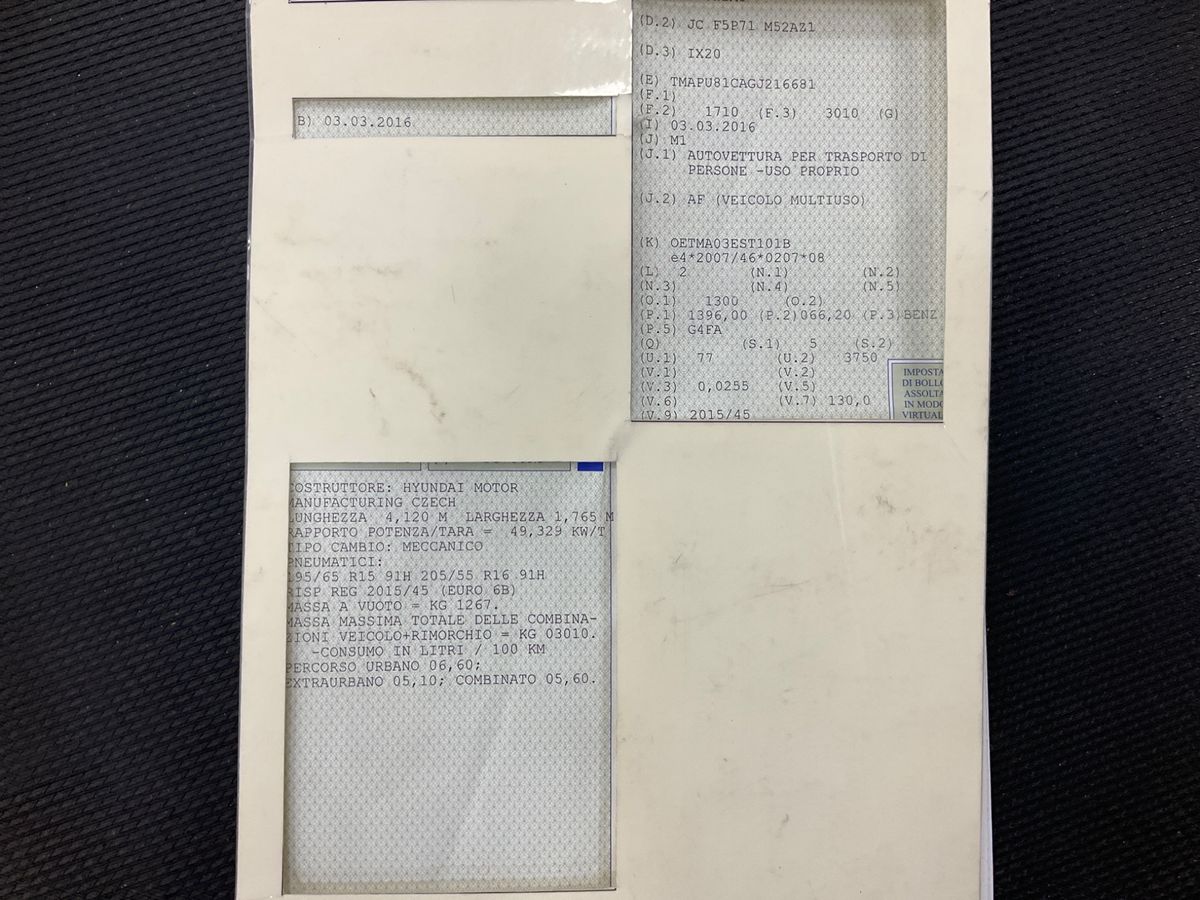 B) 03.03.2016
(D.2) JC F5P71 M52AZ1
(D.3) IX20
(E) TMAPU81CAGJ216681
(F.1)
(F.2) 1710 (F.3) 3010 (G)
(I) 03.03.2016
(J) M1
(J.1) AUTOVETTURA PER TRASPORTO DI
PERSONE -USO PROPRIO
(J.2) AF (VEICOLO MULTIUSO)
(K) OETMA03EST101B
e4*2007/46*0207*08
(L) 2 (N.1) (N.2)
(N.3) (N.4) (N.5)
(O.1) 1300 (O.2)
(P.1) 1396,00 (P.2)066,20 (P.3)BENZ
(P.5) G4FA
(Q) (S.1) 5 (S.2)
(U.1) 77 (U.2) 3750
(V.1) (V.2)
(V.3) 0,0255 (V.5)
(V.6) (V.7) 130,0
(V.9) 2015/45
IMPOSTA
DI BOLLO
ASSOLTA
IN MODO
VIRTUAL
COSTRUTTORE: HYUNDAI MOTOR
MANUFACTURING CZECH
LUNGHEZZA 4,120 M LARGHEZZA 1,765 M
RAPPORTO POTENZA/TARA = 49,329 KW/T
TIPO CAMBIO: MECCANICO
PNEUMATICI:
195/65 R15 91H 205/55 R16 91H
RISP REG 2015/45 (EURO 6B)
MASSA A VUOTO = KG 1267.
MASSA MASSIMA TOTALE DELLE COMBINA-
ZIONI VEICOLO+RIMORCHIO = KG 03010.
-CONSUMO IN LITRI / 100 KM
PERCORSO URBANO 06,60;
EXTRAURBANO 05,10; COMBINATO 05,60.